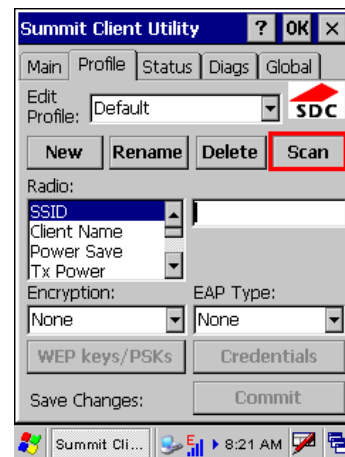 Summit Client Utility ? OK ×
Main Profile Status Diags Global
Edit
Profile: Default
SDC
New Rename Delete Scan
Radio:
SSID
Client Name
Power Save
Tx Power
Encryption: EAP Type:
None None
WEP keys/PSKs Credentials
Save Changes: Commit
Summit Cli... 8:21 AM